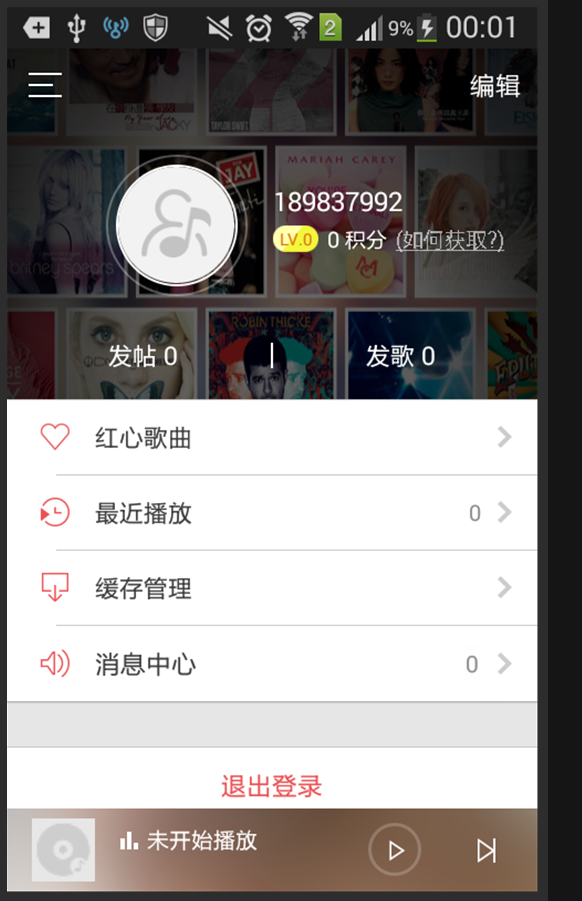 2 9% 00:01
编辑
JACKY
TAYLOR SWIFT
JAY
MARIAH CAREY
189837992
LV.0 0 积分 (如何获取?)
britney spears
ROBIN THICKE
发帖 0 | 发歌 0
红心歌曲
最近播放 0
缓存管理
消息中心 0
退出登录
未开始播放